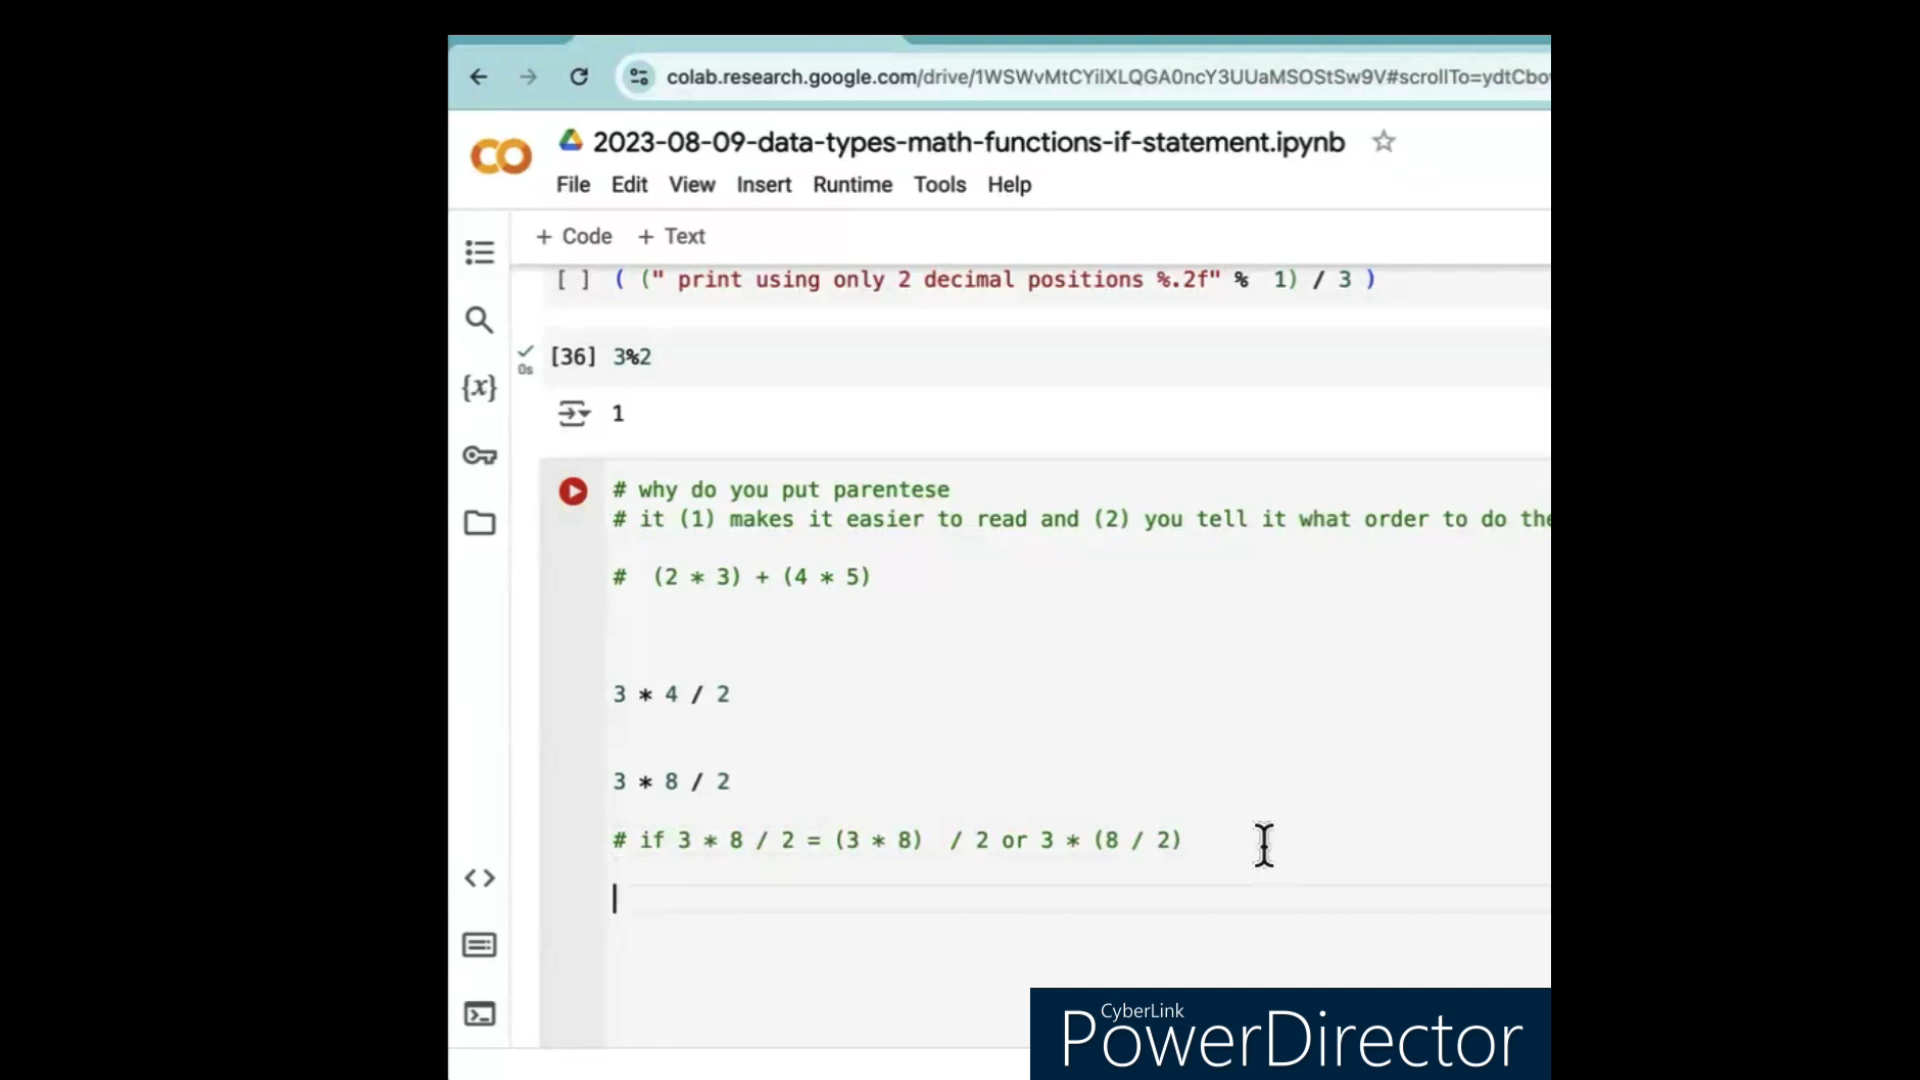 colab.research.google.com/drive/1WSWvMtCYilXLQGA0ncY3UUaMSOStSw9V#scrollTo=ydtCbo
2023-08-09-data-types-math-functions-if-statement.ipynb
File Edit View Insert Runtime Tools Help
+ Code + Text
[ ] ( (" print using only 2 decimal positions %.2f" % 1) / 3 )
[36] 3%2
0s
1
{x}
# why do you put parentese
# it (1) makes it easier to read and (2) you tell it what order to do the
# (2 * 3) + (4 * 5)
3 * 4 / 2
3 * 8 / 2
# if 3 * 8 / 2 = (3 * 8) / 2 or 3 * (8 / 2)
CyberLink
PowerDirector